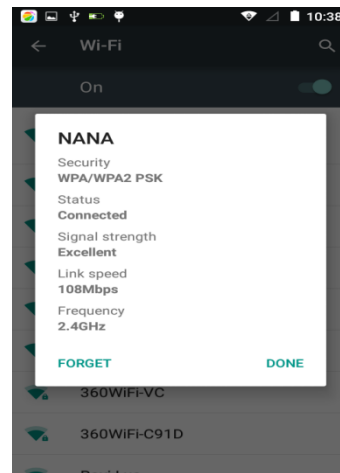 10:38
Wi-Fi
On
NANA
Security
WPA/WPA2 PSK
Status
Connected
Signal strength
Excellent
Link speed
108Mbps
Frequency
2.4GHz
FORGET DONE
360WiFi-VC
360WiFi-C91D